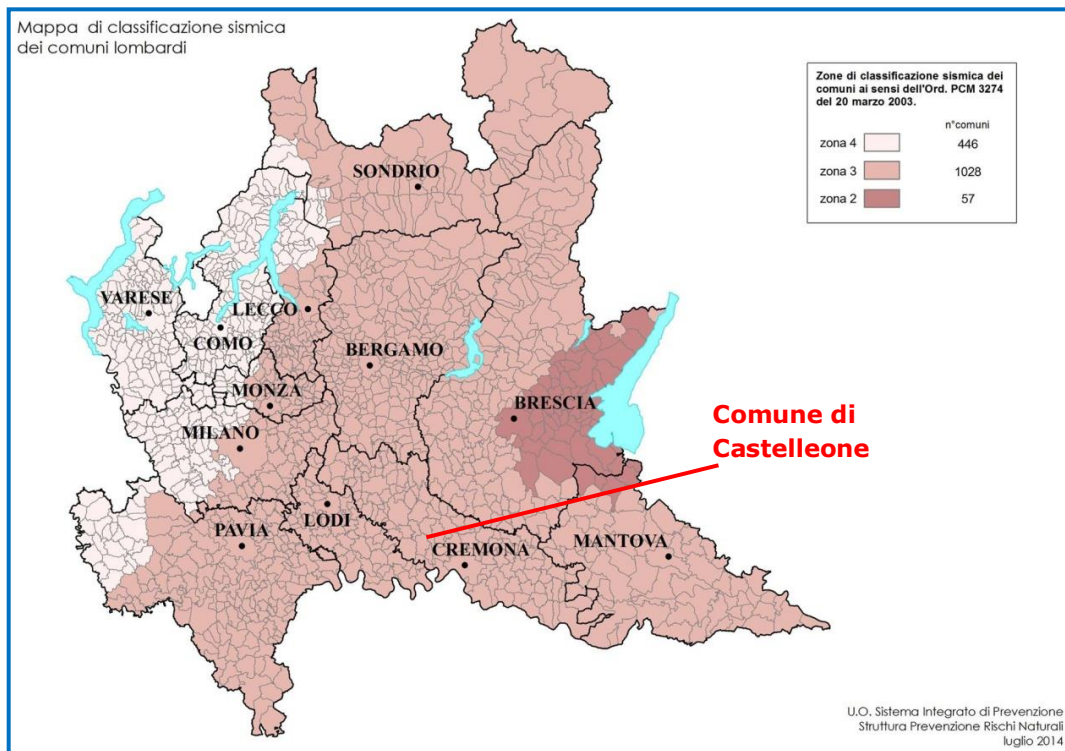 Mappa di classificazione sismica
dei comuni lombardi
Zone di classificazione sismica dei
comuni ai sensi dell'Ord. PCM 3274
del 20 marzo 2003.
n°comuni
zona 4 446
zona 3 1028
zona 2 57
SONDRIO
VARESE
LECCO
COMO
BERGAMO
MONZA
BRESCIA
MILANO
Comune di
Castelleone
LODI
PAVIA
CREMONA
MANTOVA
U.O. Sistema Integrato di Prevenzione
Struttura Prevenzione Rischi Naturali
luglio 2014